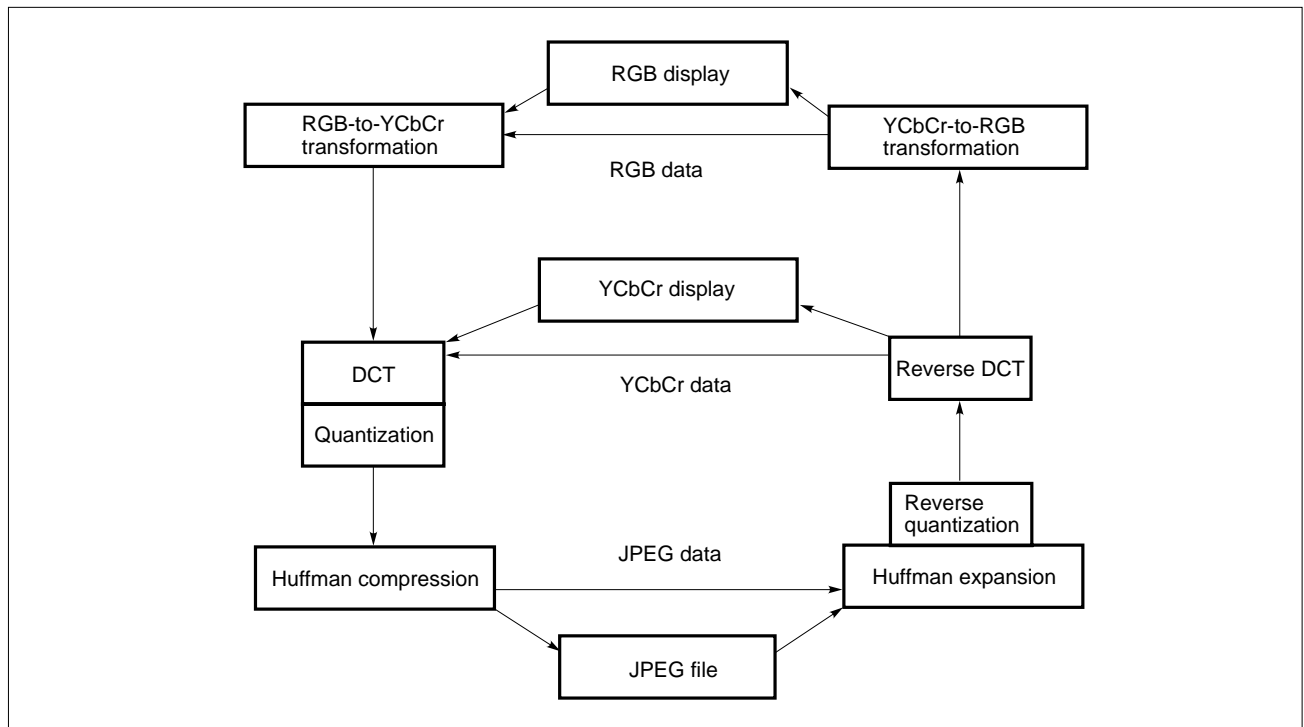 RGB display
RGB-to-YCbCr
transformation
YCbCr-to-RGB
transformation
RGB data
YCbCr display
DCT
Reverse DCT
YCbCr data
Quantization
Reverse
quantization
JPEG data
Huffman compression
Huffman expansion
JPEG file